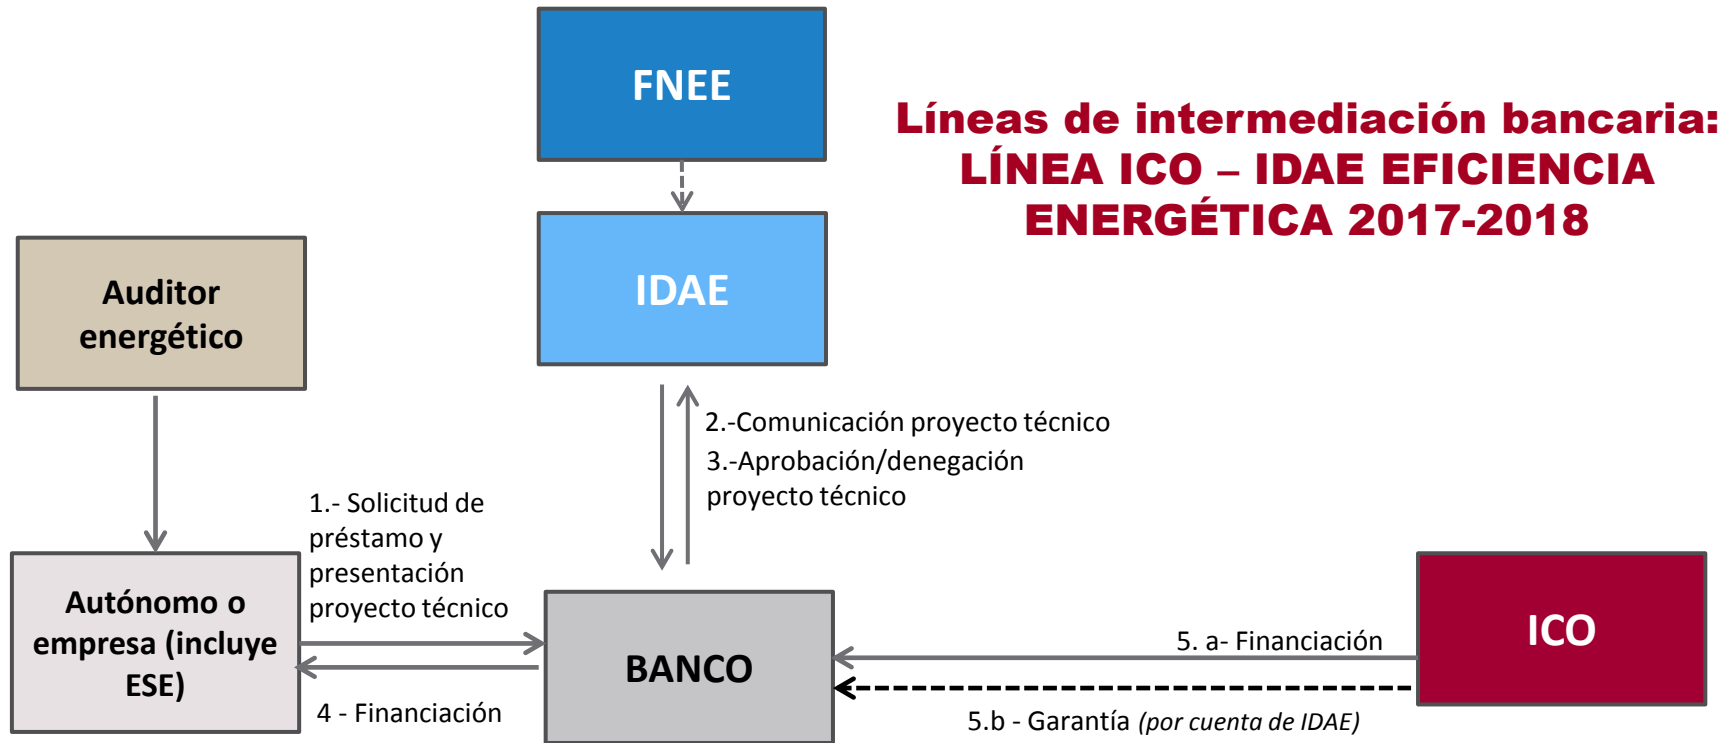 FNEE
Líneas de intermediación bancaria:
LÍNEA ICO – IDAE EFICIENCIA
ENERGÉTICA 2017-2018
IDAE
Auditor
energético
2.-Comunicación proyecto técnico
3.-Aprobación/denegación
proyecto técnico
1.- Solicitud de
préstamo y
presentación
proyecto técnico
Autónomo o
empresa (incluye
ESE)
4 - Financiación
BANCO
5. a- Financiación
5.b - Garantía (por cuenta de IDAE)
ICO